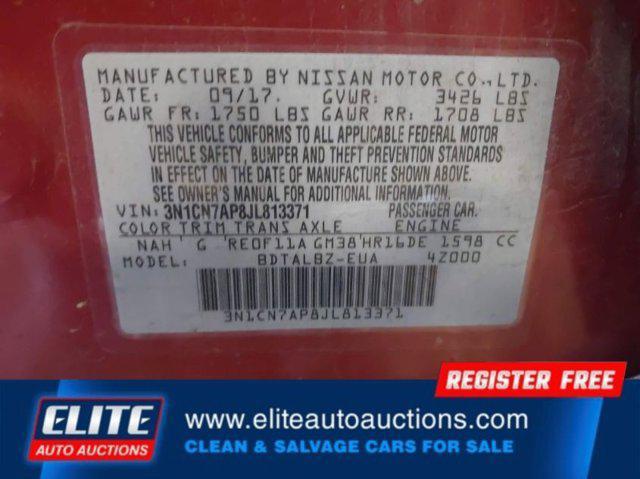 MANUFACTURED BY NISSAN MOTOR CO.,LTD.
DATE: 09/17. GVWR: 3426 LBS
GAWR FR: 1750 LBS GAWR RR: 1708 LBS
THIS VEHICLE CONFORMS TO ALL APPLICABLE FEDERAL MOTOR
VEHICLE SAFETY, BUMPER AND THEFT PREVENTION STANDARDS
IN EFFECT ON THE DATE OF MANUFACTURE SHOWN ABOVE.
SEE OWNER'S MANUAL FOR ADDITIONAL INFORMATION.
VIN: 3N1CN7AP8JL813371 PASSENGER CAR.
COLOR TRIM TRANS AXLE ENGINE
NAH G RE0F11A GM38 HR16DE 1598 CC
MODEL: BDTALBZ-EUA 4Z000
3N1CN7AP8JL813371
REGISTER FREE
ELITE
AUTO AUCTIONS
www.eliteautoauctions.com
CLEAN & SALVAGE CARS FOR SALE